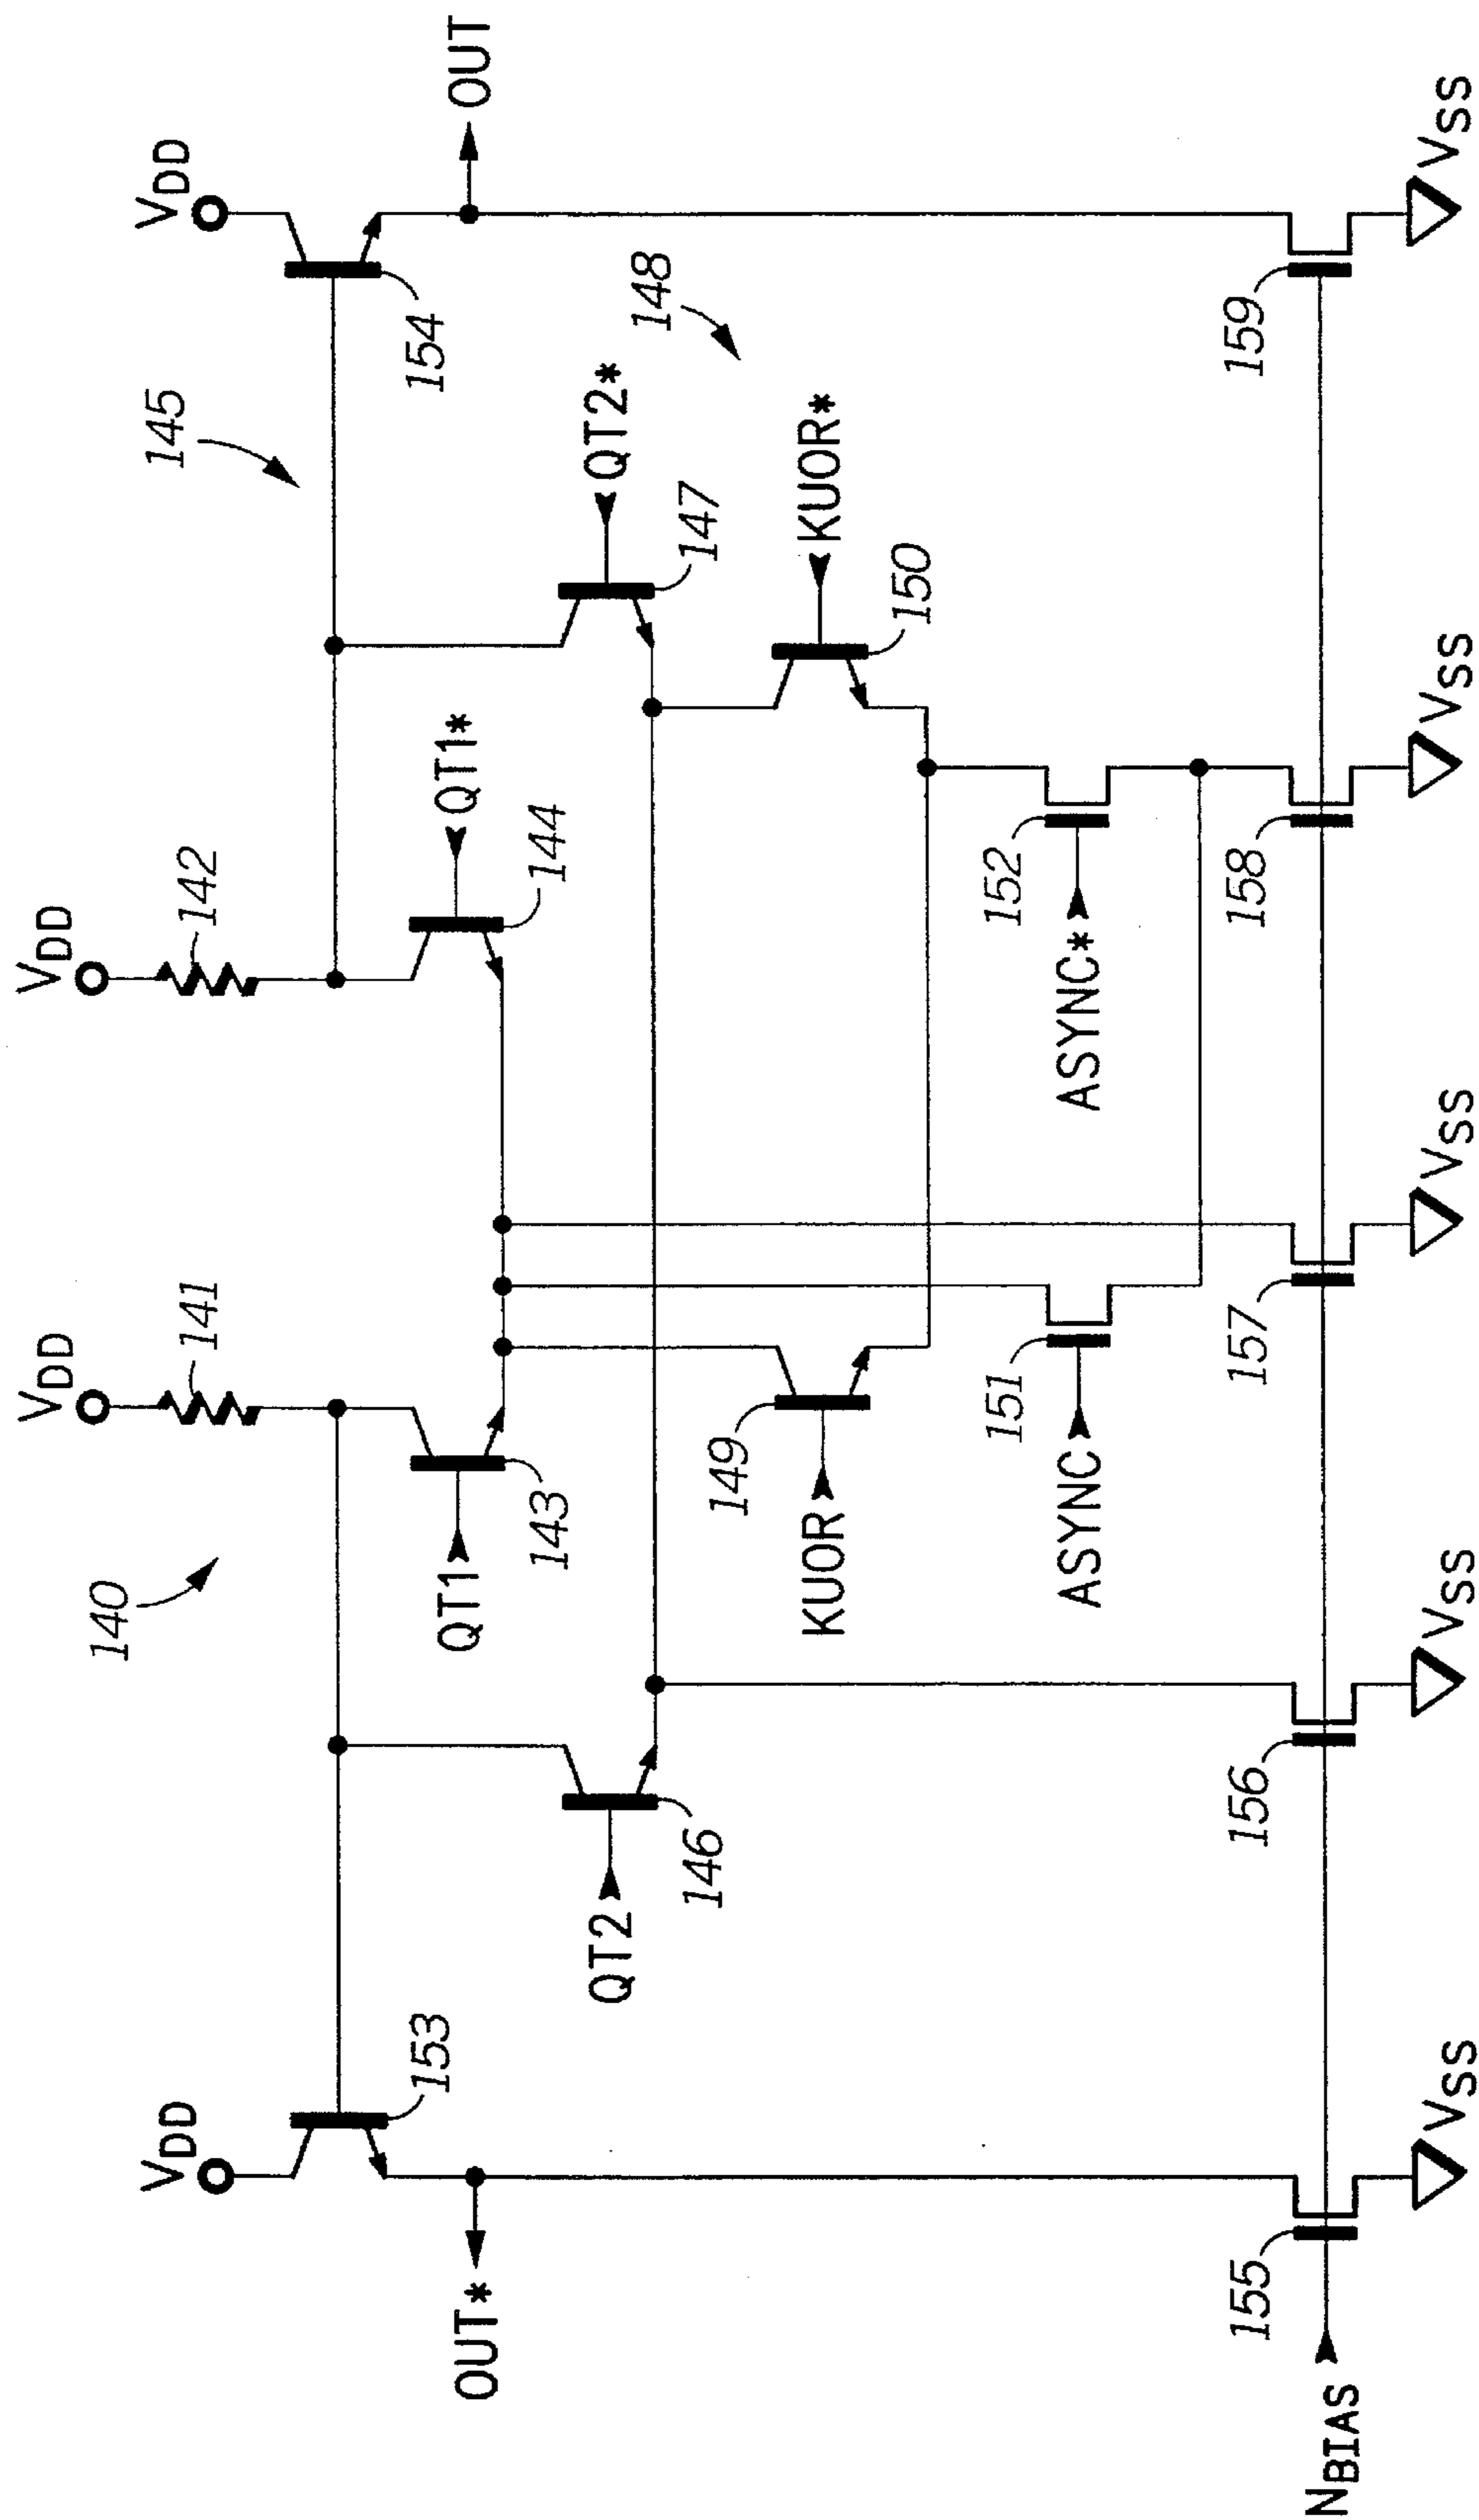 VDD
VDD
140
141
142
145
VDD
VDD
153
154
OUT*
OUT
QT1
143
QT1*
144
QT2
146
QT2*
147
148
KUOR
149
KUOR*
150
ASYNC
151
ASYNC*
152
NBIAS
155
156
157
158
159
VSS
VSS
VSS
VSS
VSS